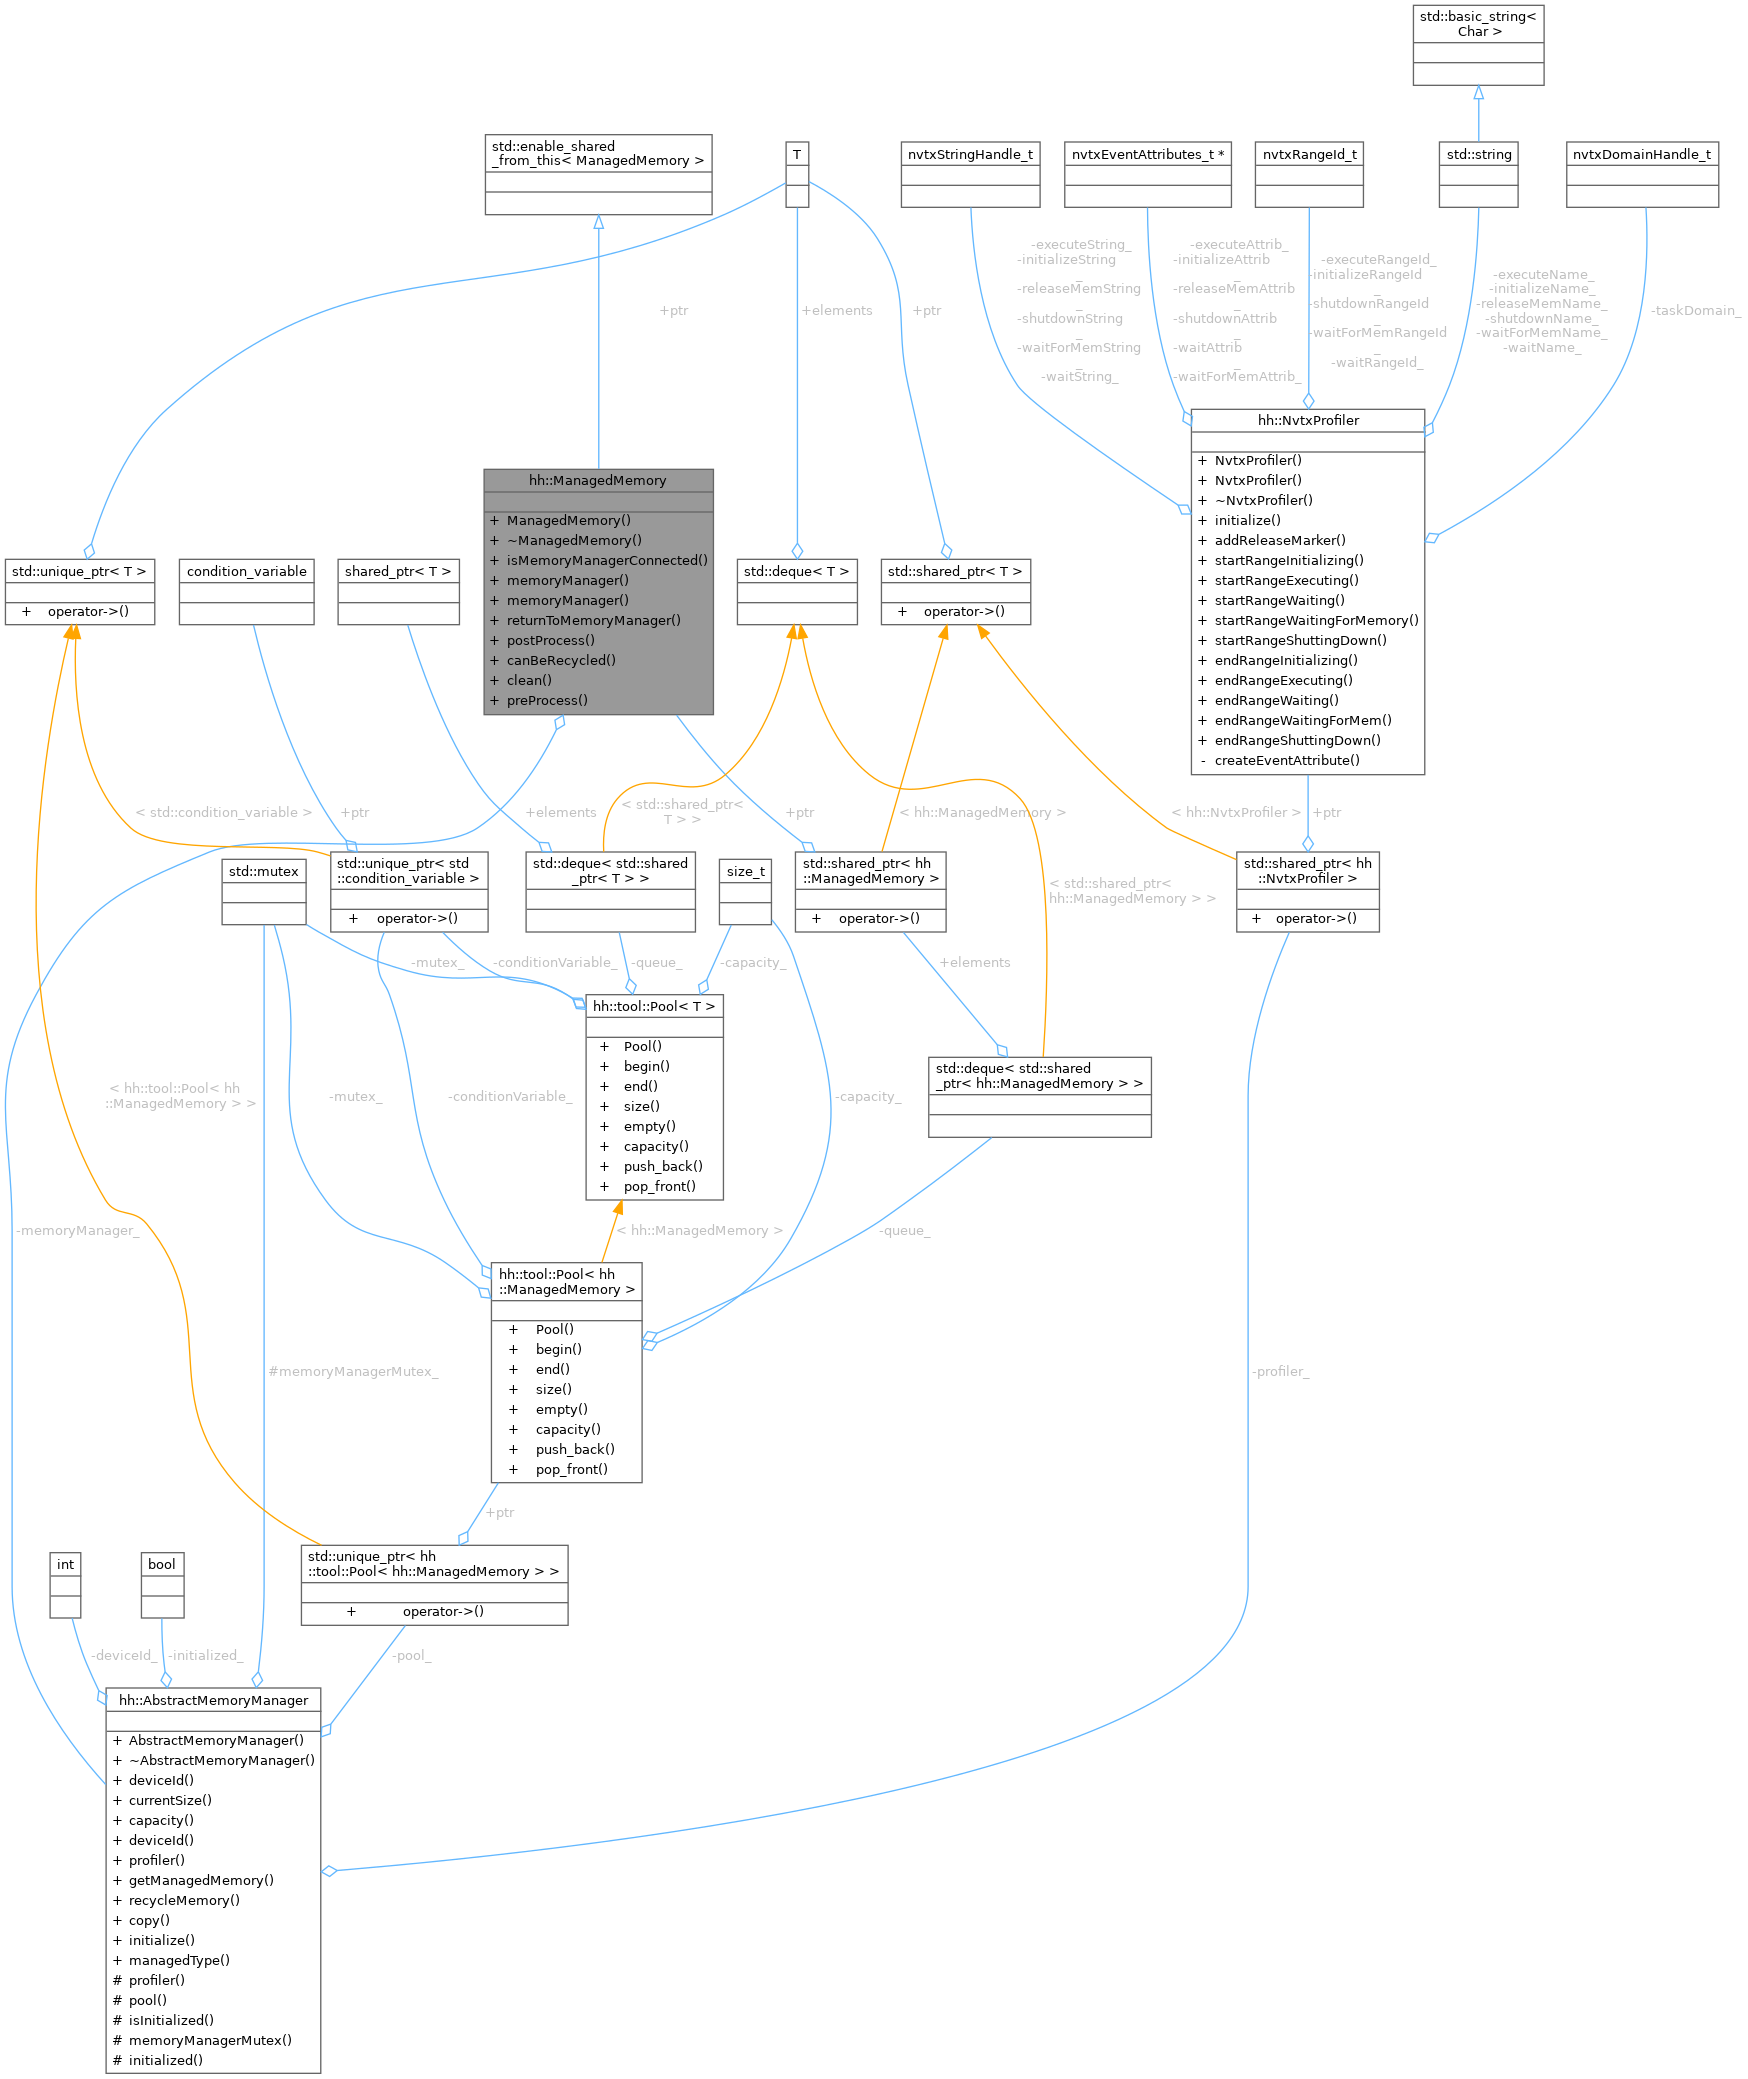 std::basic_string<
Char >
std::enable_shared
_from_this< ManagedMemory >
T
nvtxStringHandle_t
nvtxEventAttributes_t *
nvtxRangeId_t
std::string
nvtxDomainHandle_t
+ptr
+elements
+ptr
-executeString_
-initializeString
_
-releaseMemString
_
-shutdownString
_
-waitForMemString
_
-waitString_
-executeAttrib_
-initializeAttrib
_
-releaseMemAttrib
_
-shutdownAttrib
_
-waitAttrib
_
-waitForMemAttrib_
-executeRangeId_
-initializeRangeId
_
-shutdownRangeId
_
-waitForMemRangeId
_
-waitRangeId_
-executeName_
-initializeName_
-releaseMemName_
-shutdownName_
-waitForMemName_
-waitName_
-taskDomain_
hh::NvtxProfiler
+ NvtxProfiler()
+ NvtxProfiler()
+ ~NvtxProfiler()
+ initialize()
+ addReleaseMarker()
+ startRangeInitializing()
+ startRangeExecuting()
+ startRangeWaiting()
+ startRangeWaitingForMemory()
+ startRangeShuttingDown()
+ endRangeInitializing()
+ endRangeExecuting()
+ endRangeWaiting()
+ endRangeWaitingForMem()
+ endRangeShuttingDown()
- createEventAttribute()
hh::ManagedMemory
+ ManagedMemory()
+ ~ManagedMemory()
+ isMemoryManagerConnected()
+ memoryManager()
+ memoryManager()
+ returnToMemoryManager()
+ postProcess()
+ canBeRecycled()
+ clean()
+ preProcess()
std::unique_ptr< T >
+ operator->()
condition_variable
shared_ptr< T >
std::deque< T >
std::shared_ptr< T >
+ operator->()
< std::condition_variable >
+ptr
+elements
< std::shared_ptr<
T > >
+ptr
< hh::ManagedMemory >
< hh::NvtxProfiler >
+ptr
std::mutex
std::unique_ptr< std
::condition_variable >
+ operator->()
std::deque< std::shared
_ptr< T > >
size_t
std::shared_ptr< hh
::ManagedMemory >
+ operator->()
< std::shared_ptr<
hh::ManagedMemory > >
std::shared_ptr< hh
::NvtxProfiler >
+ operator->()
-mutex_
-conditionVariable_
-queue_
-capacity_
+elements
hh::tool::Pool< T >
+ Pool()
+ begin()
+ end()
+ size()
+ empty()
+ capacity()
+ push_back()
+ pop_front()
std::deque< std::shared
_ptr< hh::ManagedMemory > >
< hh::tool::Pool< hh
::ManagedMemory > >
-mutex_
-conditionVariable_
-capacity_
-memoryManager_
< hh::ManagedMemory >
-queue_
hh::tool::Pool< hh
::ManagedMemory >
+ Pool()
+ begin()
+ end()
+ size()
+ empty()
+ capacity()
+ push_back()
+ pop_front()
#memoryManagerMutex_
-profiler_
+ptr
int
bool
std::unique_ptr< hh
::tool::Pool< hh::ManagedMemory > >
+ operator->()
-deviceId_
-initialized_
-pool_
hh::AbstractMemoryManager
+ AbstractMemoryManager()
+ ~AbstractMemoryManager()
+ deviceId()
+ currentSize()
+ capacity()
+ deviceId()
+ profiler()
+ getManagedMemory()
+ recycleMemory()
+ copy()
+ initialize()
+ managedType()
# profiler()
# pool()
# isInitialized()
# memoryManagerMutex()
# initialized()